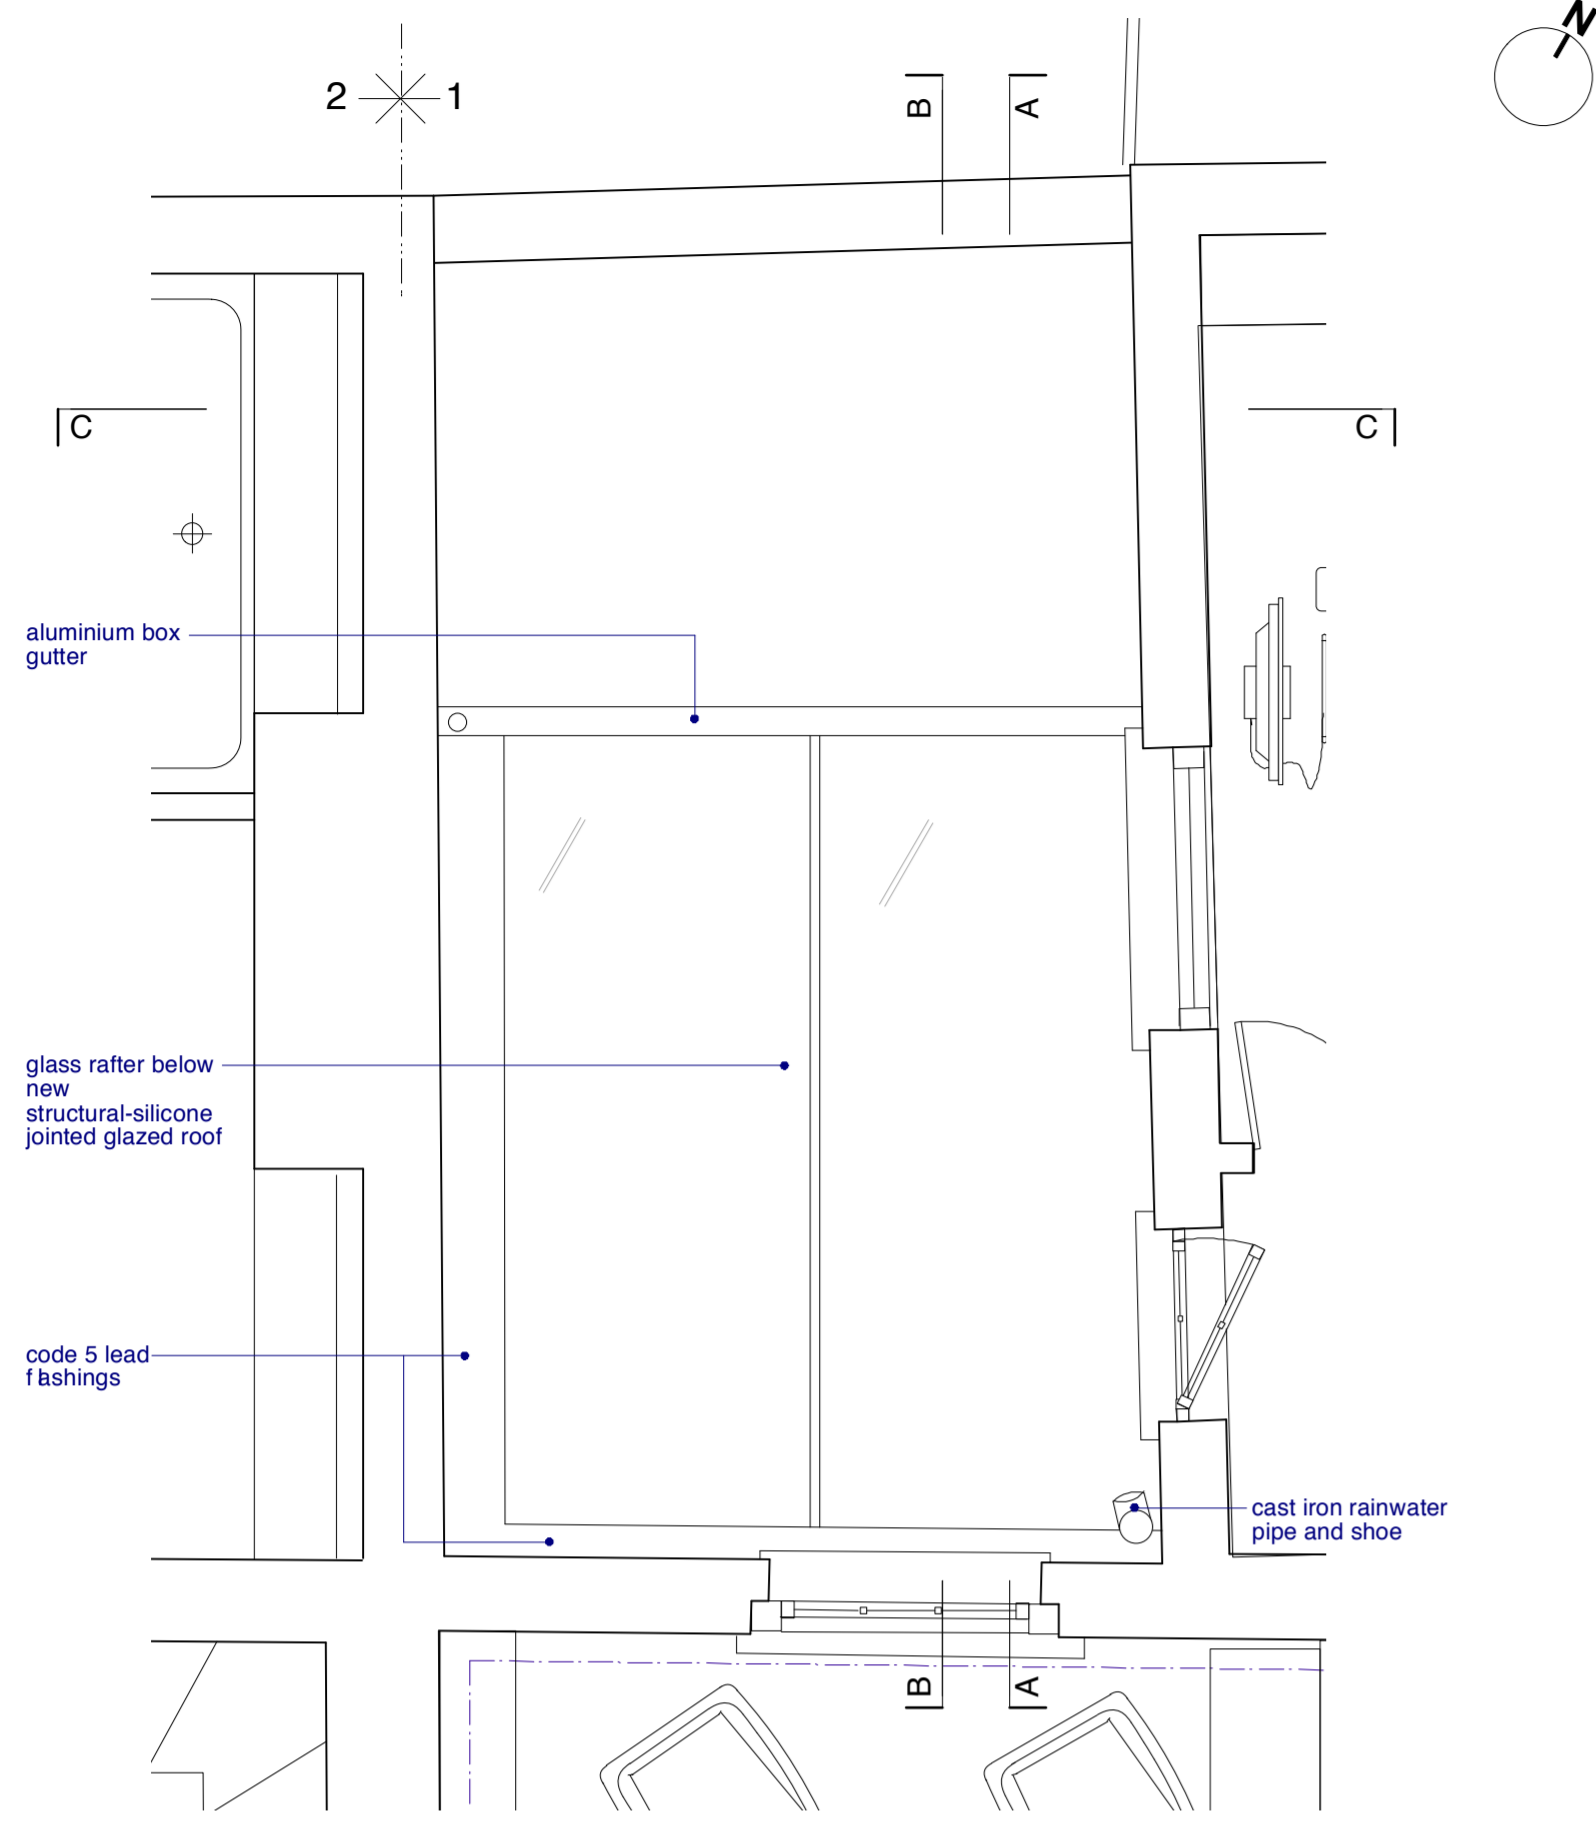 N
2 1
B A
C C
aluminium box
gutter
glass rafter below
new
structural-silicone
jointed glazed roof
code 5 lead
flashings
cast iron rainwater
pipe and shoe
B A